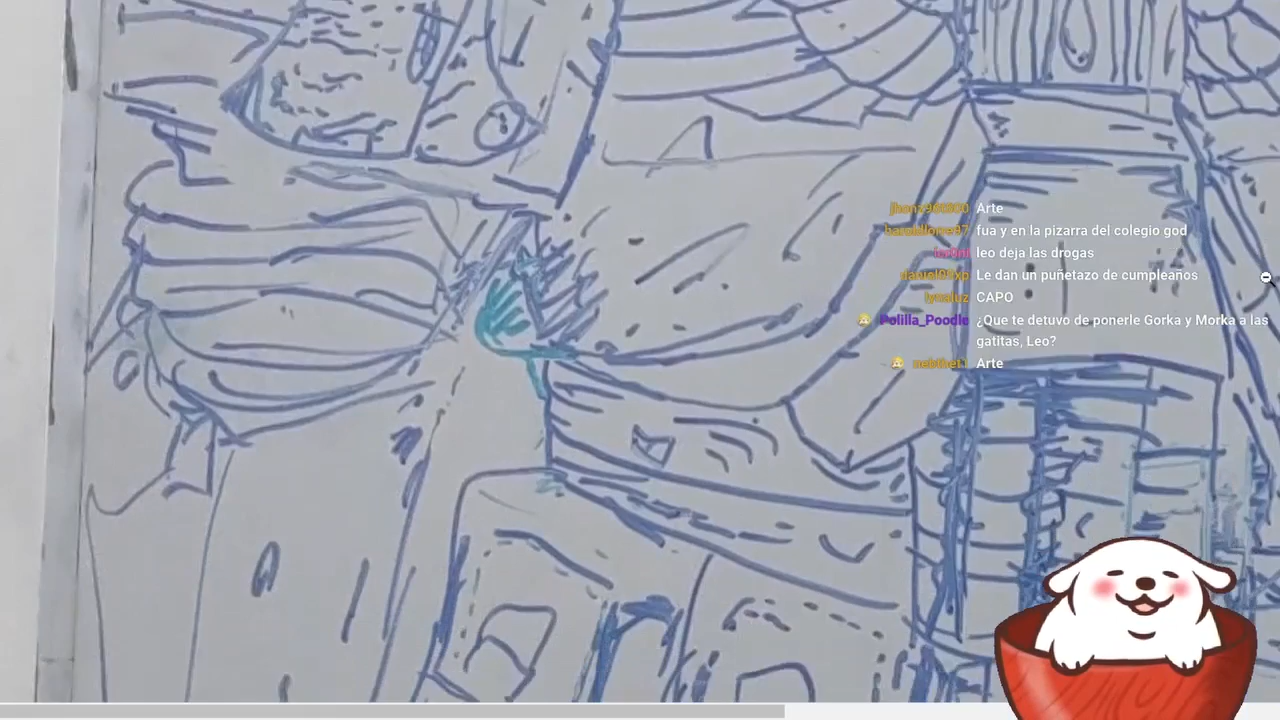 Arte
fua y en la pizarra del colegio god
leo deja las drogas
Le dan un puñetazo de cumpleaños
CAPO
Polilla_Poodle ¿Que te detuvo de ponerle Gorka y Morka a las
gatitas, Leo?
Arte